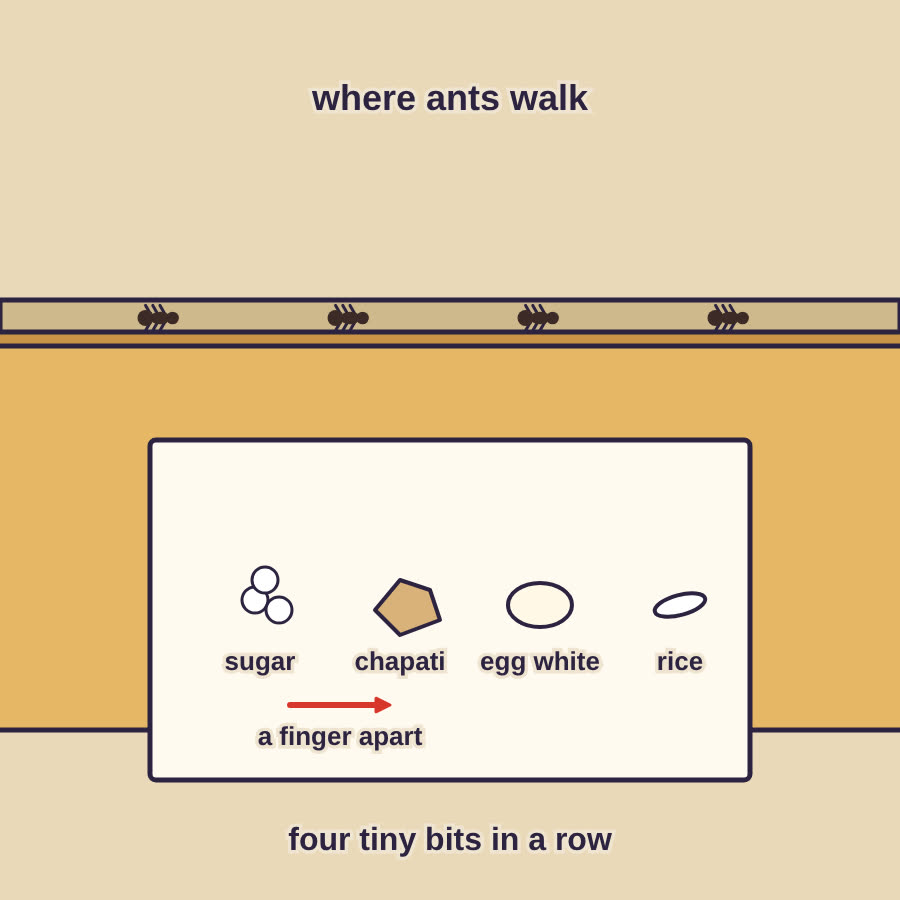 where ants walk
sugar
chapati
egg white
rice
a finger apart
four tiny bits in a row